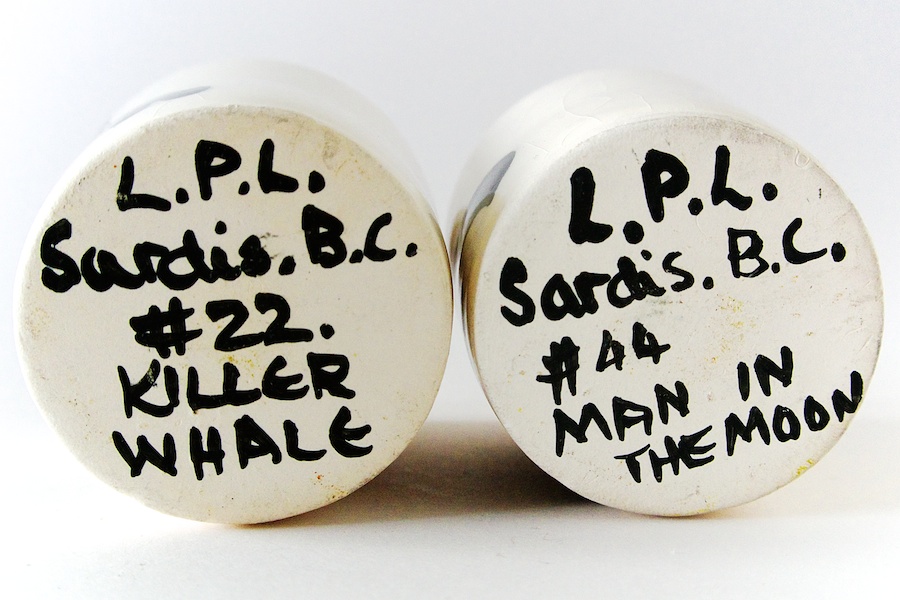 L.P.L.
Sardis. B.C.
#22.
KILLER
WHALE
L.P.L.
Sardis. B.C.
#44
MAN IN
THE MOON